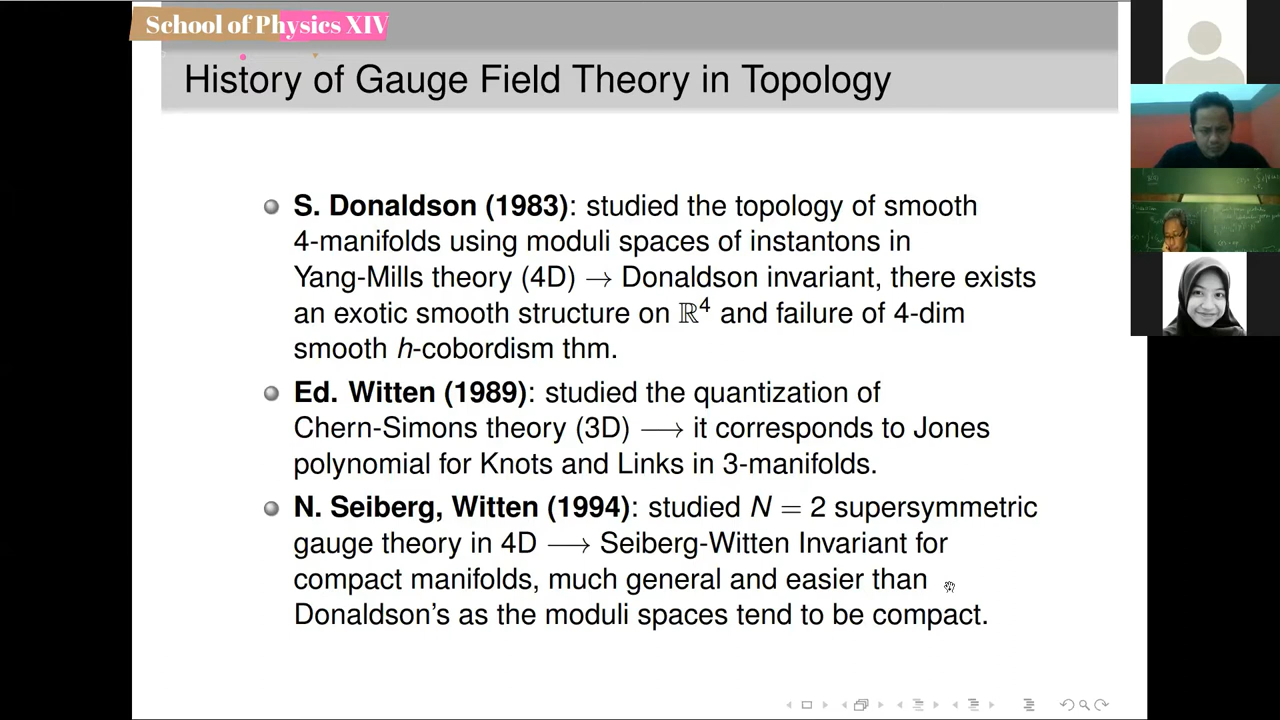 School of Physics XIV
History of Gauge Field Theory in Topology
S. Donaldson (1983): studied the topology of smooth
4-manifolds using moduli spaces of instantons in
Yang-Mills theory (4D) → Donaldson invariant, there exists
an exotic smooth structure on ℝ⁴ and failure of 4-dim
smooth h-cobordism thm.
Ed. Witten (1989): studied the quantization of
Chern-Simons theory (3D) ⟶ it corresponds to Jones
polynomial for Knots and Links in 3-manifolds.
N. Seiberg, Witten (1994): studied N = 2 supersymmetric
gauge theory in 4D ⟶ Seiberg-Witten Invariant for
compact manifolds, much general and easier than
Donaldson's as the moduli spaces tend to be compact.